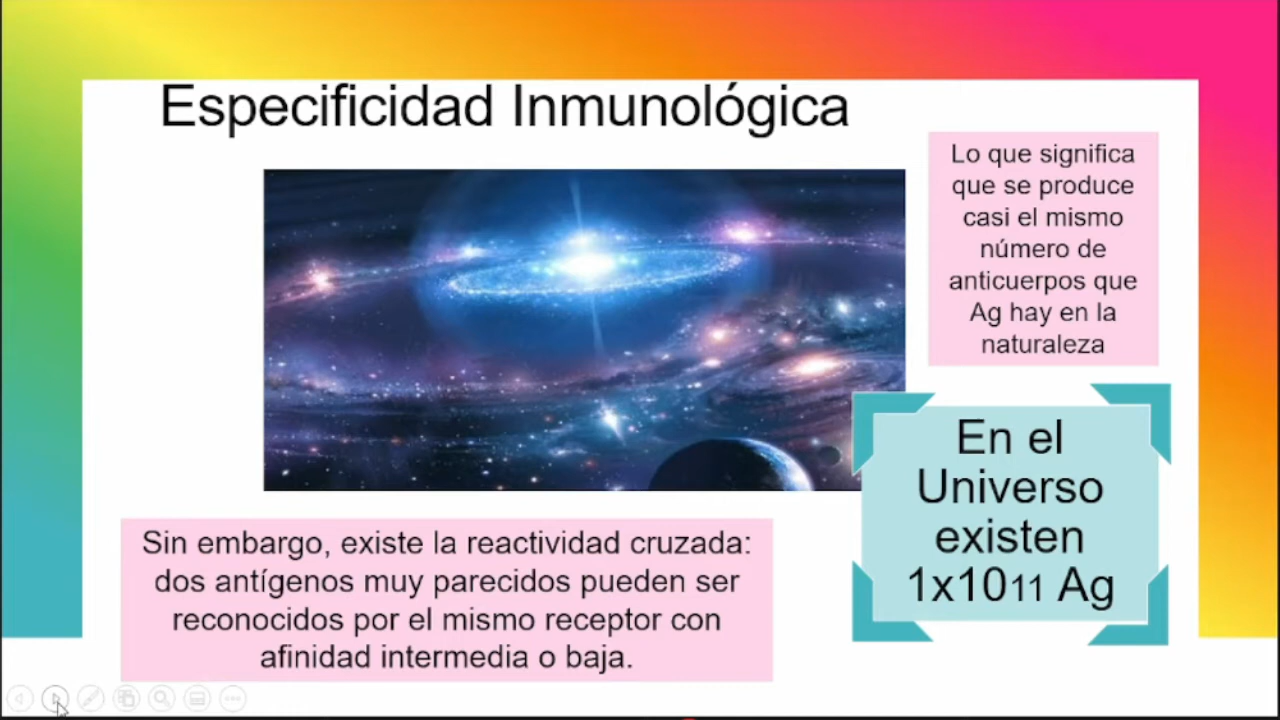 Especificidad Inmunológica
Lo que significa
que se produce
casi el mismo
número de
anticuerpos que
Ag hay en la
naturaleza
En el
Universo
existen
1x1011 Ag
Sin embargo, existe la reactividad cruzada:
dos antígenos muy parecidos pueden ser
reconocidos por el mismo receptor con
afinidad intermedia o baja.